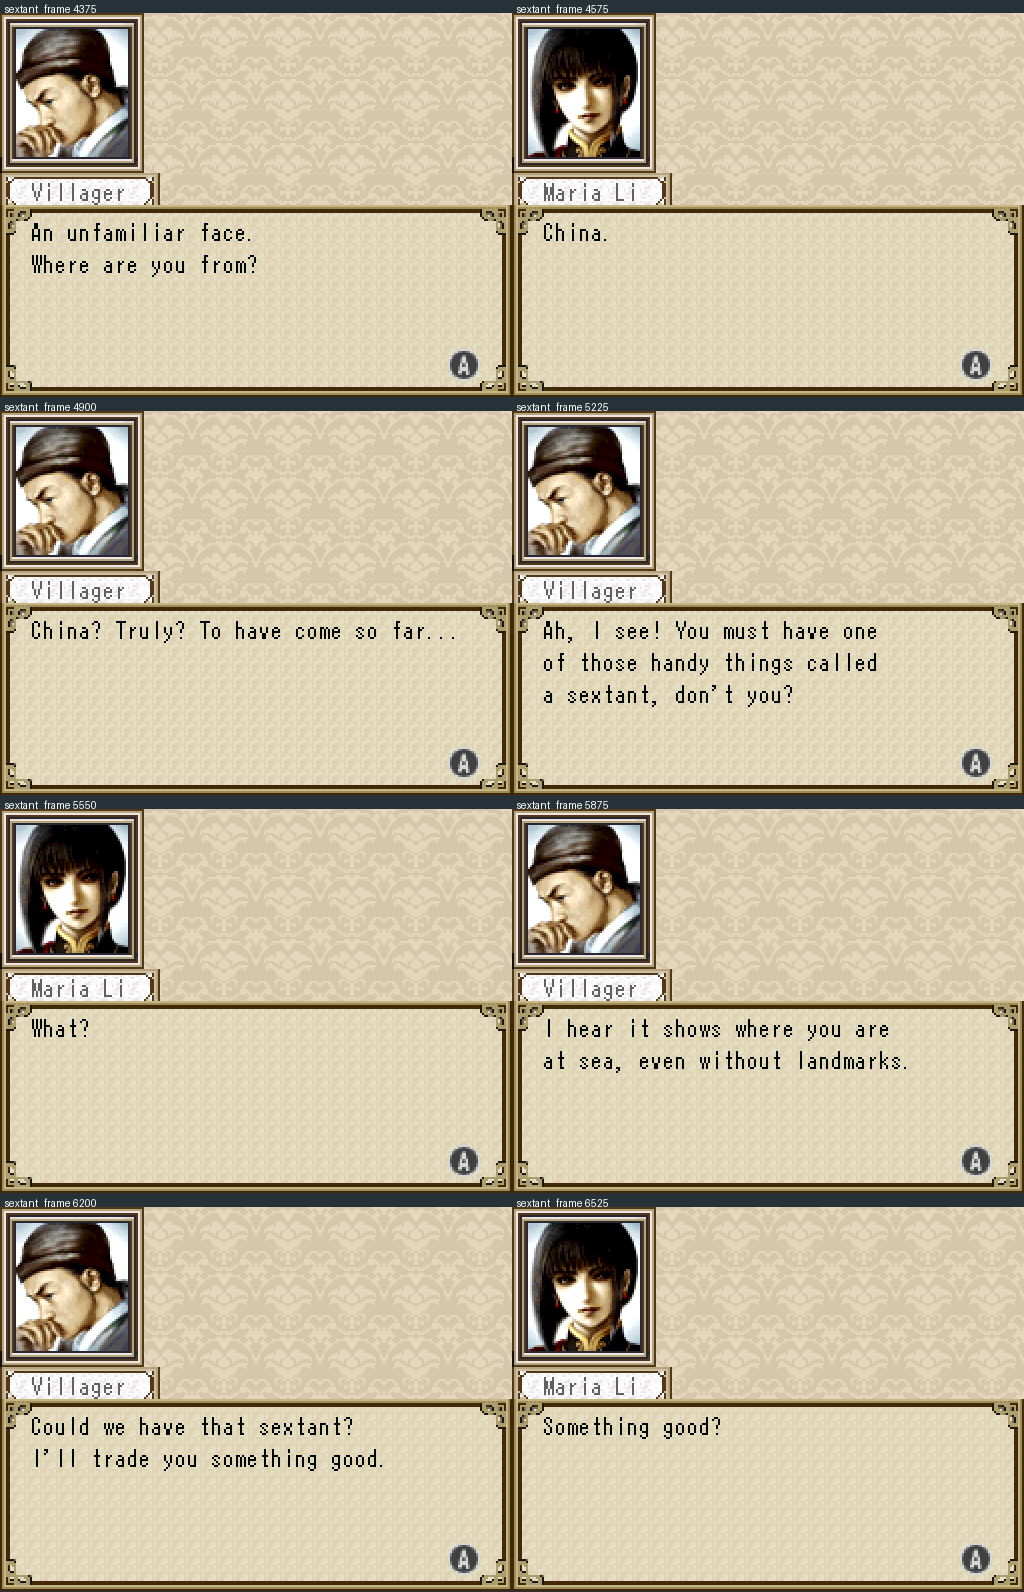 sextant frame 4375
Villager
An unfamiliar face.
Where are you from?
A
sextant frame 4575
Maria Li
China.
A
sextant frame 4900
Villager
China? Truly? To have come so far...
A
sextant frame 5225
Villager
Ah, I see! You must have one
of those handy things called
a sextant, don't you?
A
sextant frame 5550
Maria Li
What?
A
sextant frame 5875
Villager
I hear it shows where you are
at sea, even without landmarks.
A
sextant frame 6200
Villager
Could we have that sextant?
I'll trade you something good.
A
sextant frame 6525
Maria Li
Something good?
A